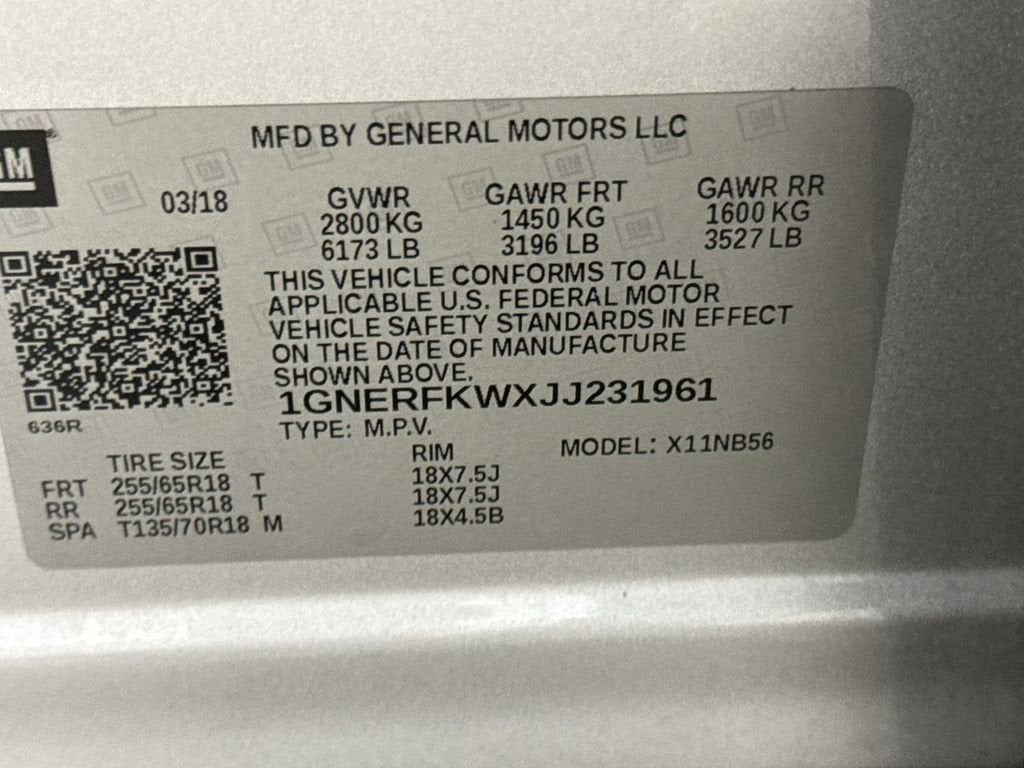 GM
MFD BY GENERAL MOTORS LLC
03/18 GVWR GAWR FRT GAWR RR
2800 KG 1450 KG 1600 KG
6173 LB 3196 LB 3527 LB
THIS VEHICLE CONFORMS TO ALL
APPLICABLE U.S. FEDERAL MOTOR
VEHICLE SAFETY STANDARDS IN EFFECT
ON THE DATE OF MANUFACTURE
SHOWN ABOVE.
1GNERFKWXJJ231961
636R
TYPE: M.P.V.
TIRE SIZE RIM MODEL: X11NB56
FRT 255/65R18 T 18X7.5J
RR 255/65R18 T 18X7.5J
SPA T135/70R18 M 18X4.5B